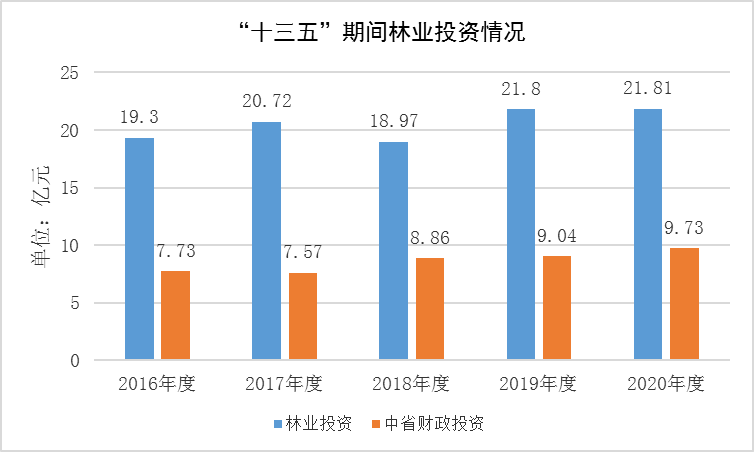 “十三五”期间林业投资情况
单位：亿元
25
20
15
10
5
0
19.3
7.73
20.72
7.57
18.97
8.86
21.8
9.04
21.81
9.73
2016年度
2017年度
2018年度
2019年度
2020年度
林业投资
中省财政投资